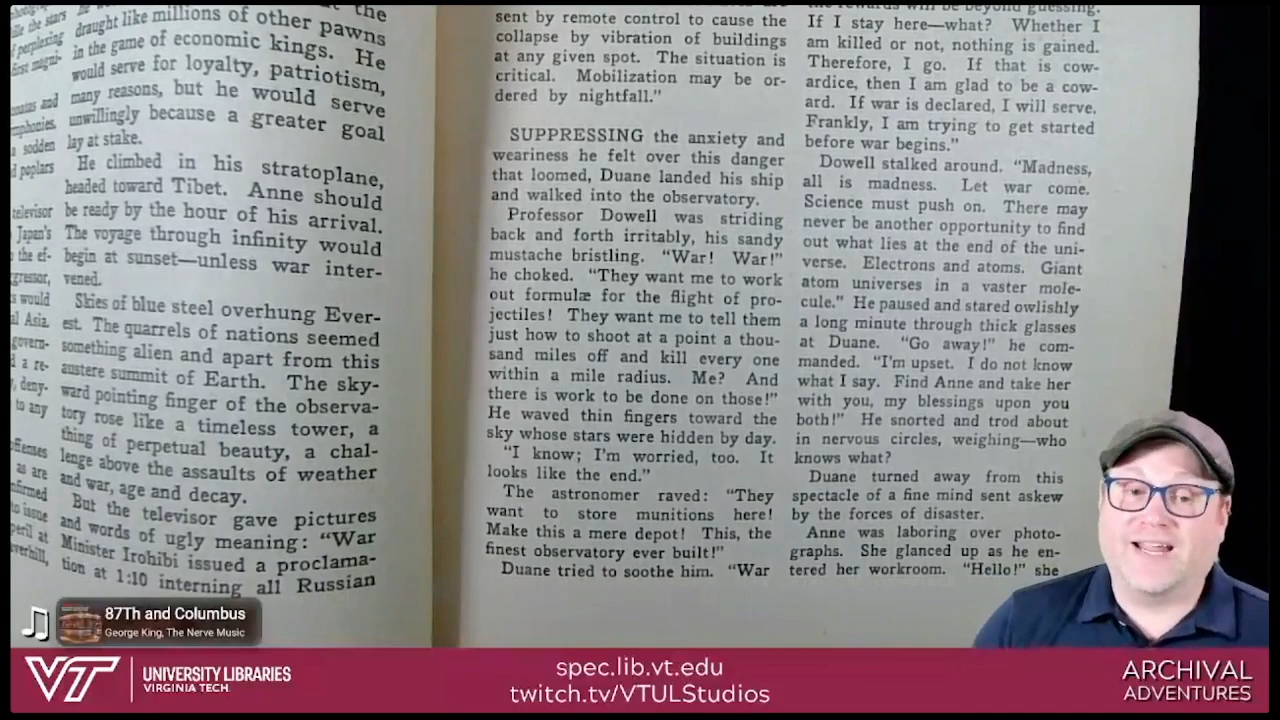 the
draught like millions of other pawns
in the game of economic kings. He
would serve for loyalty, patriotism,
many reasons, but he would serve
unwillingly because a greater goal
lay at stake.
He climbed in his stratoplane,
headed toward Tibet. Anne should
be ready by the hour of his arrival.
The voyage through infinity would
begin at sunset—unless war inter-
vened.
Skies of blue steel overhung Ever-
est. The quarrels of nations seemed
something alien and apart from this
austere summit of Earth. The sky-
ward pointing finger of the observa-
tory rose like a timeless tower, a
thing of perpetual beauty, a chal-
lenge above the assaults of weather
and war, age and decay.
But the televisor gave pictures
and words of ugly meaning: “War
Minister Irohibi issued a proclama-
tion at 1:10 interning all Russian
sent by remote control to cause the
collapse by vibration of buildings
at any given spot. The situation is
critical. Mobilization may be or-
dered by nightfall.”
SUPPRESSING the anxiety and
weariness he felt over this danger
that loomed, Duane landed his ship
and walked into the observatory.
Professor Dowell was striding
back and forth irritably, his sandy
mustache bristling. “War! War!”
he choked. “They want me to work
out formulæ for the flight of pro-
jectiles! They want me to tell them
just how to shoot at a point a thou-
sand miles off and kill every one
within a mile radius. Me? And
there is work to be done on those!”
He waved thin fingers toward the
sky whose stars were hidden by day.
“I know; I’m worried, too. It
looks like the end.”
The astronomer raved: “They
want to store munitions here!
Make this a mere depot! This, the
finest observatory ever built!”
Duane tried to soothe him. “War
the rewards will be beyond guessing.
If I stay here—what? Whether I
am killed or not, nothing is gained.
Therefore, I go. If that is cow-
ardice, then I am glad to be a cow-
ard. If war is declared, I will serve.
Frankly, I am trying to get started
before war begins.”
Dowell stalked around. “Madness,
all is madness. Let war come.
Science must push on. There may
never be another opportunity to find
out what lies at the end of the uni-
verse. Electrons and atoms. Giant
atom universes in a vaster mole-
cule.” He paused and stared owlishly
a long minute through thick glasses
at Duane. “Go away!” he com-
manded. “I’m upset. I do not know
what I say. Find Anne and take her
with you, my blessings upon you
both!” He snorted and trod about
in nervous circles, weighing—who
knows what?
Duane turned away from this
spectacle of a fine mind sent askew
by the forces of disaster.
Anne was laboring over photo-
graphs. She glanced up as he en-
tered her workroom. “Hello!” she
87Th and Columbus
George King, The Nerve Music
VT
UNIVERSITY LIBRARIES
VIRGINIA TECH.
spec.lib.vt.edu
twitch.tv/VTULStudios
ARCHIVAL
ADVENTURES